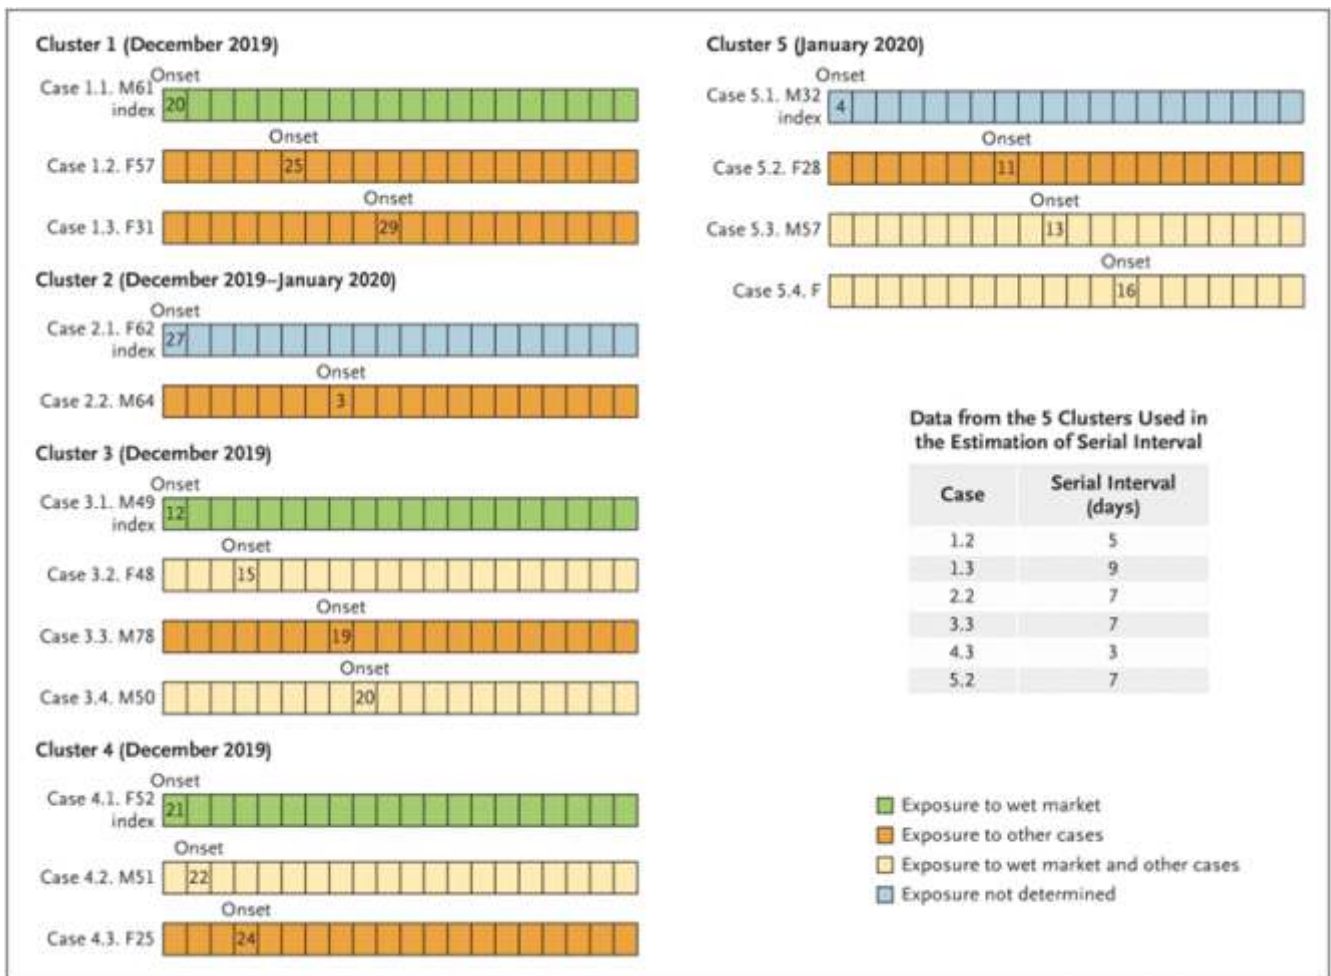 Cluster 1 (December 2019)
Onset
Case 1.1. M61
index
20
Onset
Case 1.2. F57
25
Onset
Case 1.3. F31
29
Cluster 2 (December 2019–January 2020)
Onset
Case 2.1. F62
index
27
Onset
Case 2.2. M64
3
Cluster 3 (December 2019)
Onset
Case 3.1. M49
index
12
Onset
Case 3.2. F48
15
Onset
Case 3.3. M78
19
Onset
Case 3.4. M50
20
Cluster 4 (December 2019)
Onset
Case 4.1. F52
index
21
Onset
Case 4.2. M51
22
Onset
Case 4.3. F25
24
Cluster 5 (January 2020)
Onset
Case 5.1. M32
index
4
Onset
Case 5.2. F28
11
Onset
Case 5.3. M57
13
Onset
Case 5.4. F
16
Data from the 5 Clusters Used in
the Estimation of Serial Interval
Case Serial Interval
(days)
1.2 5
1.3 9
2.2 7
3.3 7
4.3 3
5.2 7
Exposure to wet market
Exposure to other cases
Exposure to wet market and other cases
Exposure not determined